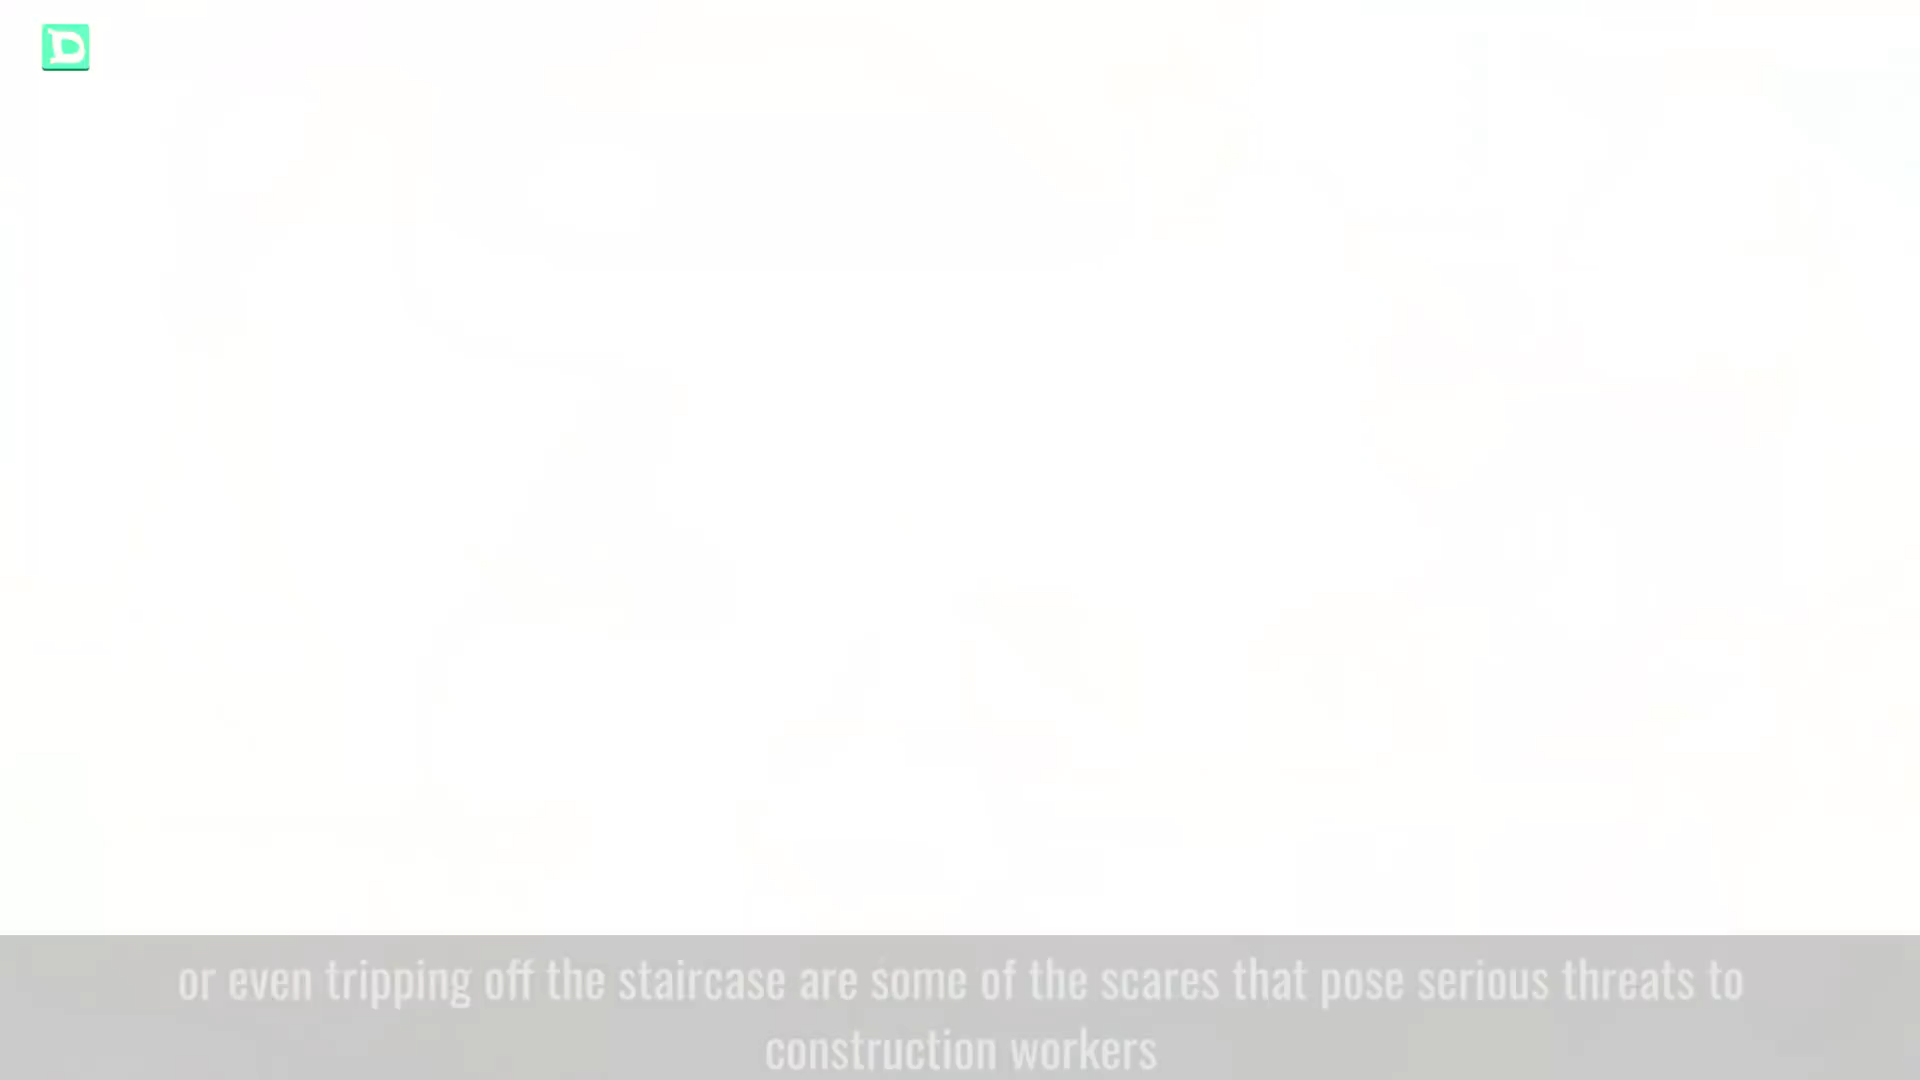 D
or even tripping off the staircase are some of the scares that pose serious threats to
construction workers